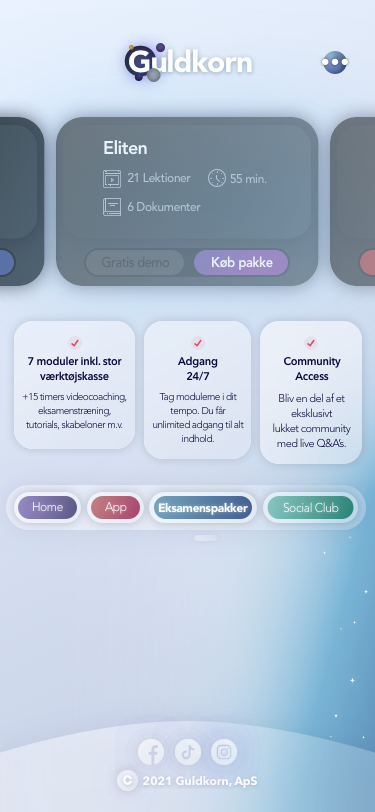 Guldkorn
Eliten
21 Lektioner
55 min.
6 Dokumenter
Gratis demo
Køb pakke
7 moduler inkl. stor
værktøjskasse
+15 timers videocoaching,
eksamenstræning,
tutorials, skabeloner m.v.
Adgang
24/7
Tag modulerne i dit
tempo. Du får
unlimited adgang til alt
indhold.
Community
Access
Bliv en del af et
eksklusivt
lukket community
med live Q&A's.
Home
App
Eksamenspakker
Social Club
© 2021 Guldkorn, ApS